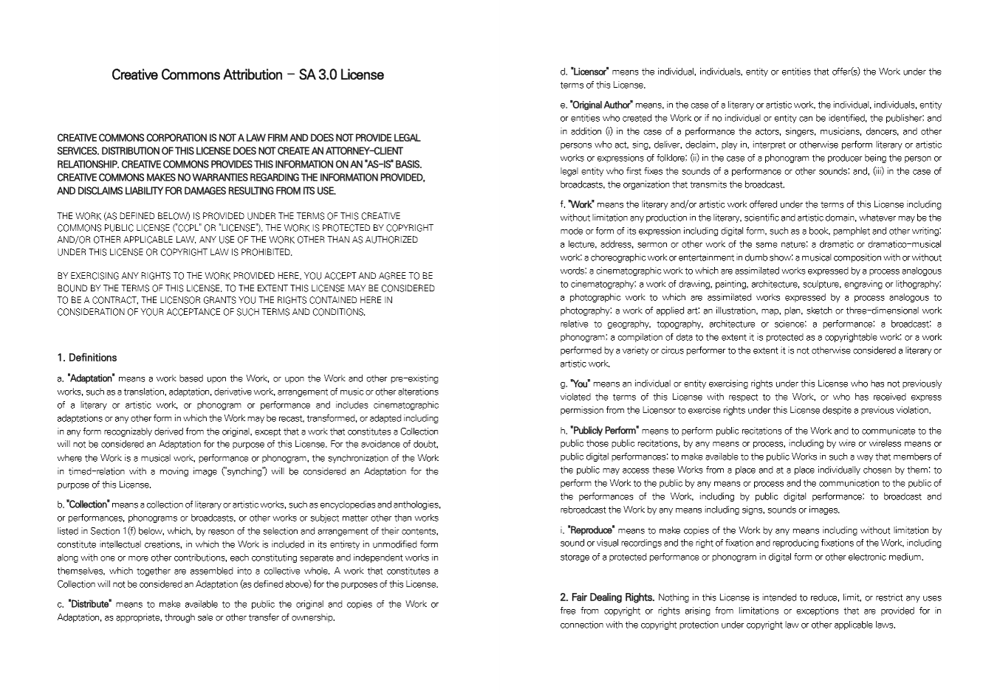 Creative Commons Attribution - SA 3.0 License
CREATIVE COMMONS CORPORATION IS NOT A LAW FIRM AND DOES NOT PROVIDE LEGAL
SERVICES. DISTRIBUTION OF THIS LICENSE DOES NOT CREATE AN ATTORNEY-CLIENT
RELATIONSHIP. CREATIVE COMMONS PROVIDES THIS INFORMATION ON AN "AS-IS" BASIS.
CREATIVE COMMONS MAKES NO WARRANTIES REGARDING THE INFORMATION PROVIDED,
AND DISCLAIMS LIABILITY FOR DAMAGES RESULTING FROM ITS USE.
THE WORK (AS DEFINED BELOW) IS PROVIDED UNDER THE TERMS OF THIS CREATIVE
COMMONS PUBLIC LICENSE ("CCPL" OR "LICENSE"). THE WORK IS PROTECTED BY COPYRIGHT
AND/OR OTHER APPLICABLE LAW. ANY USE OF THE WORK OTHER THAN AS AUTHORIZED
UNDER THIS LICENSE OR COPYRIGHT LAW IS PROHIBITED.
BY EXERCISING ANY RIGHTS TO THE WORK PROVIDED HERE, YOU ACCEPT AND AGREE TO BE
BOUND BY THE TERMS OF THIS LICENSE. TO THE EXTENT THIS LICENSE MAY BE CONSIDERED
TO BE A CONTRACT, THE LICENSOR GRANTS YOU THE RIGHTS CONTAINED HERE IN
CONSIDERATION OF YOUR ACCEPTANCE OF SUCH TERMS AND CONDITIONS.
1. Definitions
a. "Adaptation" means a work based upon the Work, or upon the Work and other pre-existing
works, such as a translation, adaptation, derivative work, arrangement of music or other alterations
of a literary or artistic work, or phonogram or performance and includes cinematographic
adaptations or any other form in which the Work may be recast, transformed, or adapted including
in any form recognizably derived from the original, except that a work that constitutes a Collection
will not be considered an Adaptation for the purpose of this License. For the avoidance of doubt,
where the Work is a musical work, performance or phonogram, the synchronization of the Work
in timed-relation with a moving image ("synching") will be considered an Adaptation for the
purpose of this License.
b. "Collection" means a collection of literary or artistic works, such as encyclopedias and anthologies,
or performances, phonograms or broadcasts, or other works or subject matter other than works
listed in Section 1(f) below, which, by reason of the selection and arrangement of their contents,
constitute intellectual creations, in which the Work is included in its entirety in unmodified form
along with one or more other contributions, each constituting separate and independent works in
themselves, which together are assembled into a collective whole. A work that constitutes a
Collection will not be considered an Adaptation (as defined above) for the purposes of this License.
c. "Distribute" means to make available to the public the original and copies of the Work or
Adaptation, as appropriate, through sale or other transfer of ownership.
d. "Licensor" means the individual, individuals, entity or entities that offer(s) the Work under the
terms of this License.
e. "Original Author" means, in the case of a literary or artistic work, the individual, individuals, entity
or entities who created the Work or if no individual or entity can be identified, the publisher; and
in addition (i) in the case of a performance the actors, singers, musicians, dancers, and other
persons who act, sing, deliver, declaim, play in, interpret or otherwise perform literary or artistic
works or expressions of folklore; (ii) in the case of a phonogram the producer being the person or
legal entity who first fixes the sounds of a performance or other sounds; and, (iii) in the case of
broadcasts, the organization that transmits the broadcast.
f. "Work" means the literary and/or artistic work offered under the terms of this License including
without limitation any production in the literary, scientific and artistic domain, whatever may be the
mode or form of its expression including digital form, such as a book, pamphlet and other writing;
a lecture, address, sermon or other work of the same nature; a dramatic or dramatico-musical
work; a choreographic work or entertainment in dumb show; a musical composition with or without
words; a cinematographic work to which are assimilated works expressed by a process analogous
to cinematography; a work of drawing, painting, architecture, sculpture, engraving or lithography;
a photographic work to which are assimilated works expressed by a process analogous to
photography; a work of applied art; an illustration, map, plan, sketch or three-dimensional work
relative to geography, topography, architecture or science; a performance; a broadcast; a
phonogram; a compilation of data to the extent it is protected as a copyrightable work; or a work
performed by a variety or circus performer to the extent it is not otherwise considered a literary or
artistic work.
g. "You" means an individual or entity exercising rights under this License who has not previously
violated the terms of this License with respect to the Work, or who has received express
permission from the Licensor to exercise rights under this License despite a previous violation.
h. "Publicly Perform" means to perform public recitations of the Work and to communicate to the
public those public recitations, by any means or process, including by wire or wireless means or
public digital performances; to make available to the public Works in such a way that members of
the public may access these Works from a place and at a place individually chosen by them; to
perform the Work to the public by any means or process and the communication to the public of
the performances of the Work, including by public digital performance; to broadcast and
rebroadcast the Work by any means including signs, sounds or images.
i. "Reproduce" means to make copies of the Work by any means including without limitation by
sound or visual recordings and the right of fixation and reproducing fixations of the Work, including
storage of a protected performance or phonogram in digital form or other electronic medium.
2. Fair Dealing Rights. Nothing in this License is intended to reduce, limit, or restrict any uses
free from copyright or rights arising from limitations or exceptions that are provided for in
connection with the copyright protection under copyright law or other applicable laws.